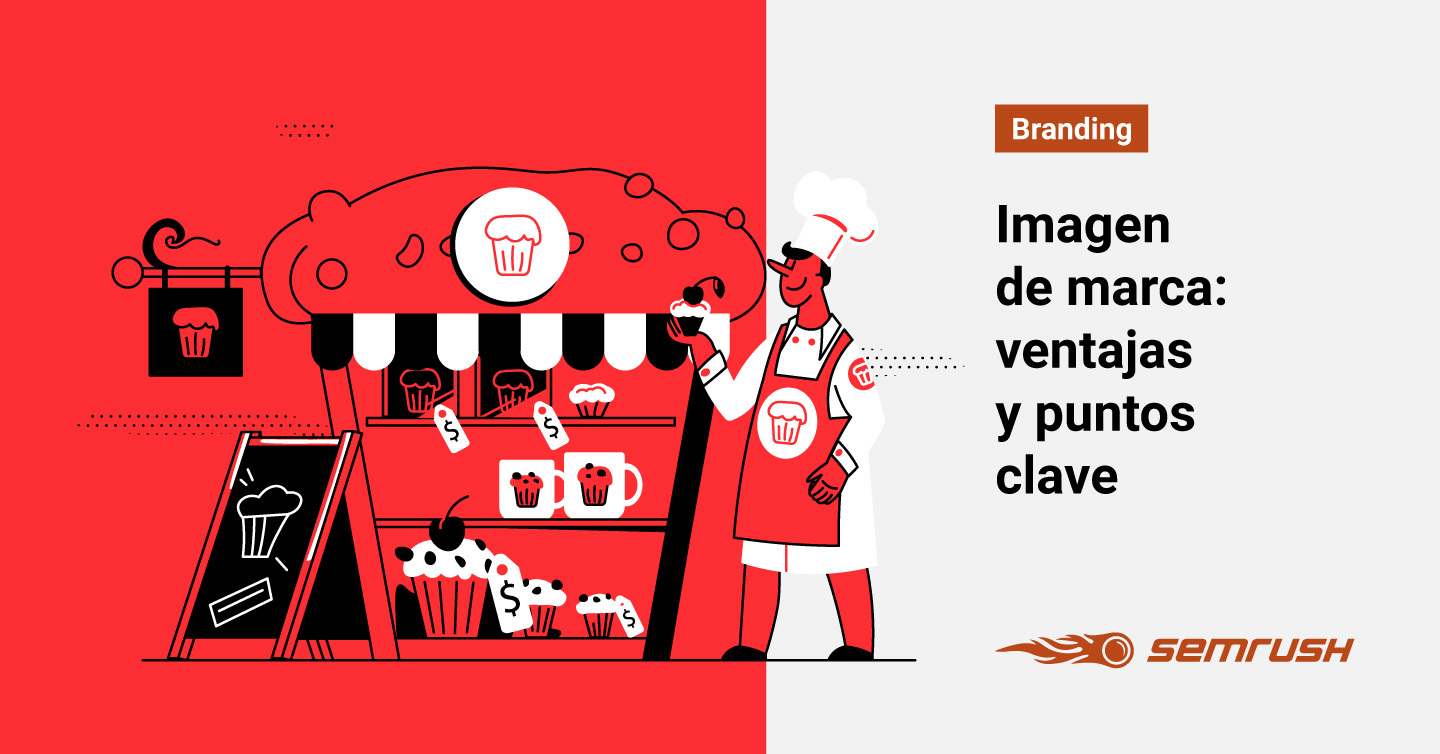 Branding
Imagen
de marca:
ventajas
y puntos
clave
$
$
$
$
semrush